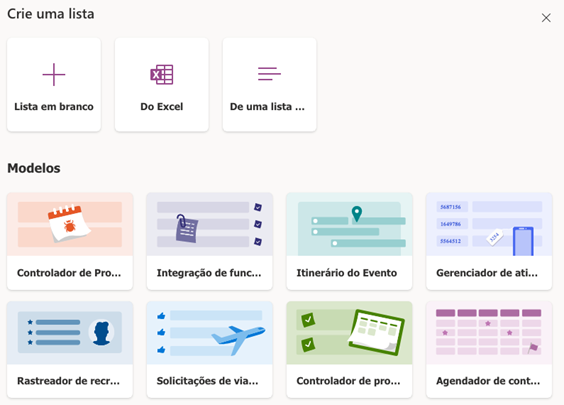 Crie uma lista
Lista em branco
Do Excel
De uma lista ...
Modelos
5687156
1649786
5564512
3254
Controlador de Pro...
Integração de func...
Itinerário do Evento
Gerenciador de ati...
Rastreador de recr...
Solicitações de via...
Controlador de pro...
Agendador de cont...